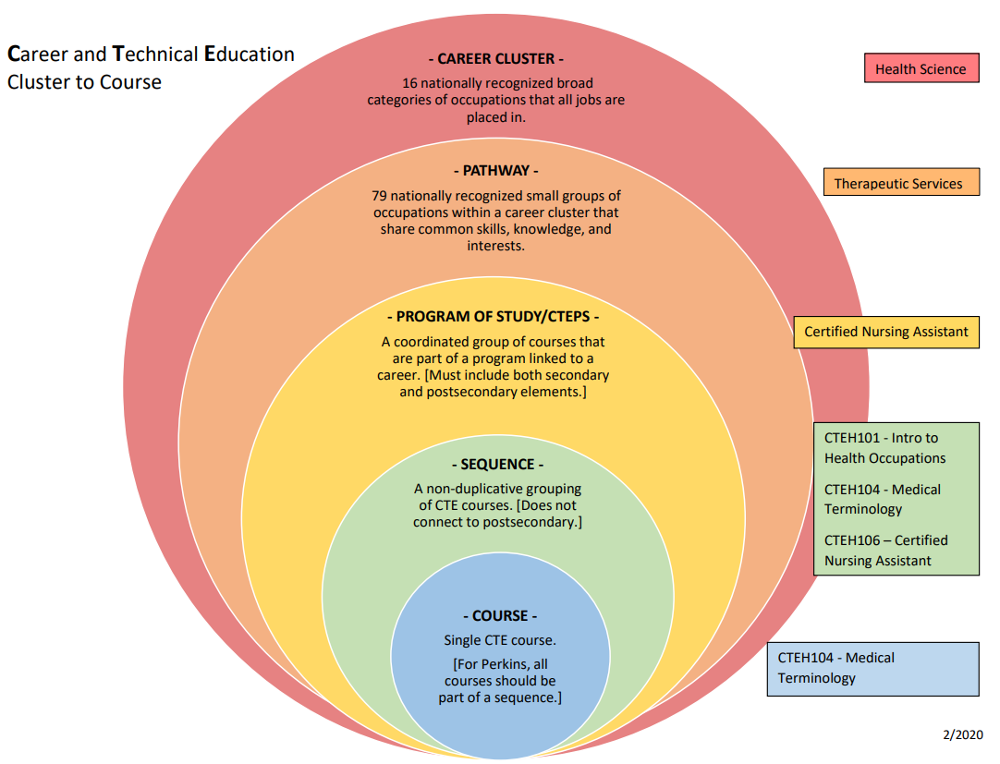 Career and Technical Education
Cluster to Course
- CAREER CLUSTER -
16 nationally recognized broad
categories of occupations that all jobs are
placed in.
Health Science
- PATHWAY -
79 nationally recognized small groups of
occupations within a career cluster that
share common skills, knowledge, and
interests.
Therapeutic Services
- PROGRAM OF STUDY/CTEPS -
A coordinated group of courses that
are part of a program linked to a
career. [Must include both secondary
and postsecondary elements.]
Certified Nursing Assistant
- SEQUENCE -
A non-duplicative grouping
of CTE courses. [Does not
connect to postsecondary.]
CTEH101 - Intro to
Health Occupations
CTEH104 - Medical
Terminology
CTEH106 – Certified
Nursing Assistant
- COURSE -
Single CTE course.
[For Perkins, all
courses should be
part of a sequence.]
CTEH104 - Medical
Terminology
2/2020